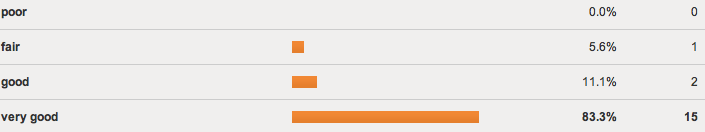 poor 0.0% 0
fair 5.6% 1
good 11.1% 2
very good 83.3% 15